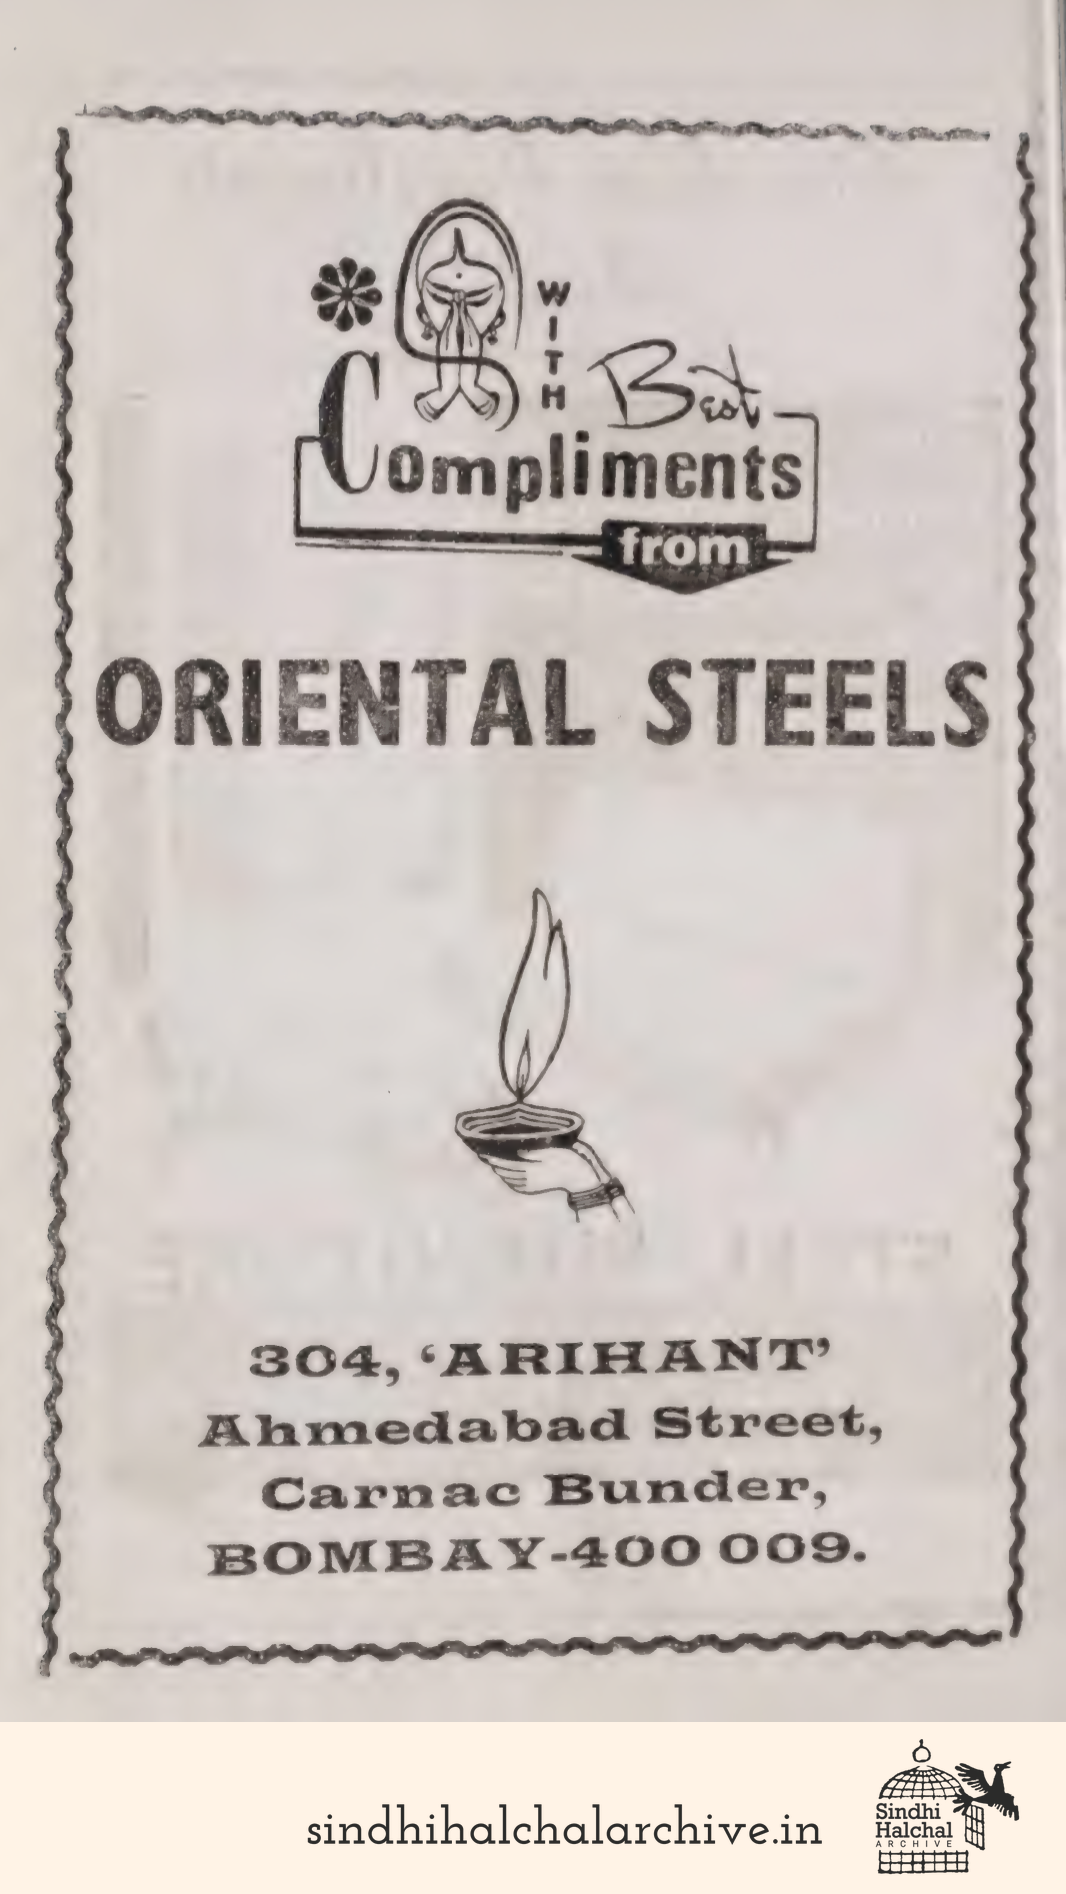 WITH Best
Compliments
from
ORIENTAL STEELS
304, ‘ARIHANT’
Ahmedabad Street,
Carnac Bunder,
BOMBAY-400 009.
sindhihalchalarchive.in
Sindhi
Halchal
ARCHIVE